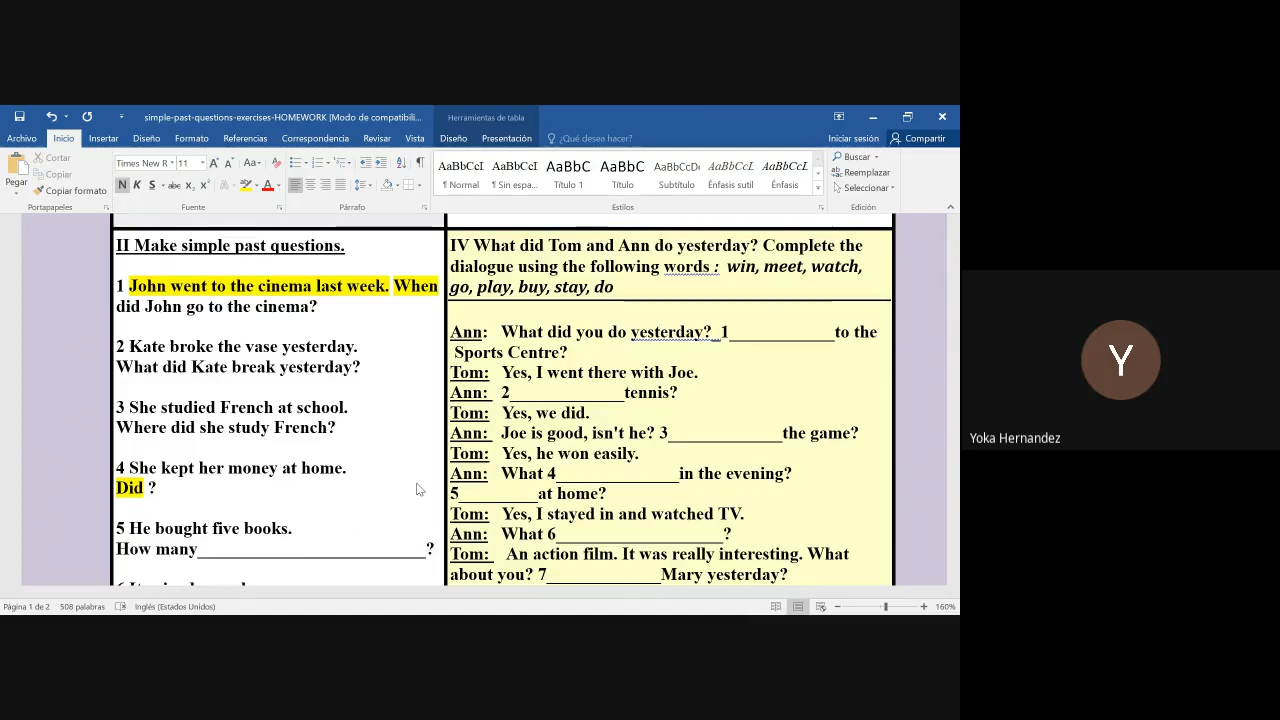 simple-past-questions-exercises-HOMEWORK [Modo de compatibili... Herramientas de tabla
Archivo Inicio Insertar Diseño Formato Referencias Correspondencia Revisar Vista Diseño Presentación ¿Qué desea hacer? Iniciar sesión Compartir
Pegar Cortar Copiar Copiar formato
Times New R 11 A A Aa
N K S abc x₂ x² A A
AaBbCcI AaBbCcI AaBbC AaBbC AaBbCcDc AaBbCcL AaBbCcL
¶ Normal ¶ Sin espa... Título 1 Título Subtítulo Énfasis sutil Énfasis
Buscar
Reemplazar
Seleccionar
Portapapeles Fuente Párrafo Estilos Edición
II Make simple past questions.
1 John went to the cinema last week. When
did John go to the cinema?
2 Kate broke the vase yesterday.
What did Kate break yesterday?
3 She studied French at school.
Where did she study French?
4 She kept her money at home.
Did ?
5 He bought five books.
How many_________________________?
IV What did Tom and Ann do yesterday? Complete the
dialogue using the following words : win, meet, watch,
go, play, buy, stay, do
Ann: What did you do yesterday?_1____________to the
Sports Centre?
Tom: Yes, I went there with Joe.
Ann: 2_____________tennis?
Tom: Yes, we did.
Ann: Joe is good, isn't he? 3_____________the game?
Tom: Yes, he won easily.
Ann: What 4______________in the evening?
5_________at home?
Tom: Yes, I stayed in and watched TV.
Ann: What 6___________________?
Tom: An action film. It was really interesting. What
about you? 7_____________Mary yesterday?
Página 1 de 2 508 palabras Inglés (Estados Unidos) 160%
Y
Yoka Hernandez